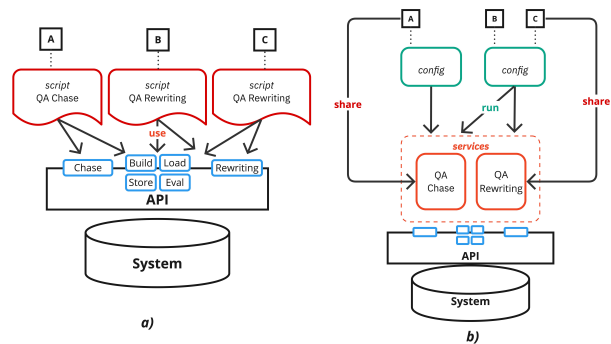 A
B
C
script
QA Chase
script
QA Rewriting
script
QA Rewriting
use
Chase
Build
Load
Rewriting
Store
Eval
API
System
a)
A
B
C
config
config
share
run
share
services
QA
Chase
QA
Rewriting
API
System
b)